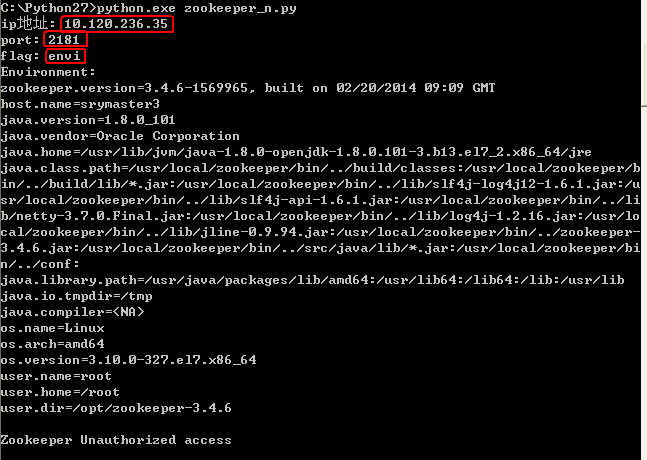 C:\Python27>python.exe zookeeper_n.py
ip地址: 10.120.236.35
port: 2181
flag: envi
Environment:
zookeeper.version=3.4.6-1569965, built on 02/20/2014 09:09 GMT
host.name=srymaster3
java.version=1.8.0_101
java.vendor=Oracle Corporation
java.home=/usr/lib/jvm/java-1.8.0-openjdk-1.8.0.101-3.b13.el7_2.x86_64/jre
java.class.path=/usr/local/zookeeper/bin/../build/classes:/usr/local/zookeeper/b
in/../build/lib/*.jar:/usr/local/zookeeper/bin/../lib/slf4j-log4j12-1.6.1.jar:/u
sr/local/zookeeper/bin/../lib/slf4j-api-1.6.1.jar:/usr/local/zookeeper/bin/../li
b/netty-3.7.0.Final.jar:/usr/local/zookeeper/bin/../lib/log4j-1.2.16.jar:/usr/lo
cal/zookeeper/bin/../lib/jline-0.9.94.jar:/usr/local/zookeeper/bin/../zookeeper-
3.4.6.jar:/usr/local/zookeeper/bin/../src/java/lib/*.jar:/usr/local/zookeeper/bi
n/../conf:
java.library.path=/usr/java/packages/lib/amd64:/usr/lib64:/lib64:/lib:/usr/lib
java.io.tmpdir=/tmp
java.compiler=<NA>
os.name=Linux
os.arch=amd64
os.version=3.10.0-327.el7.x86_64
user.name=root
user.home=/root
user.dir=/opt/zookeeper-3.4.6
Zookeeper Unauthorized access